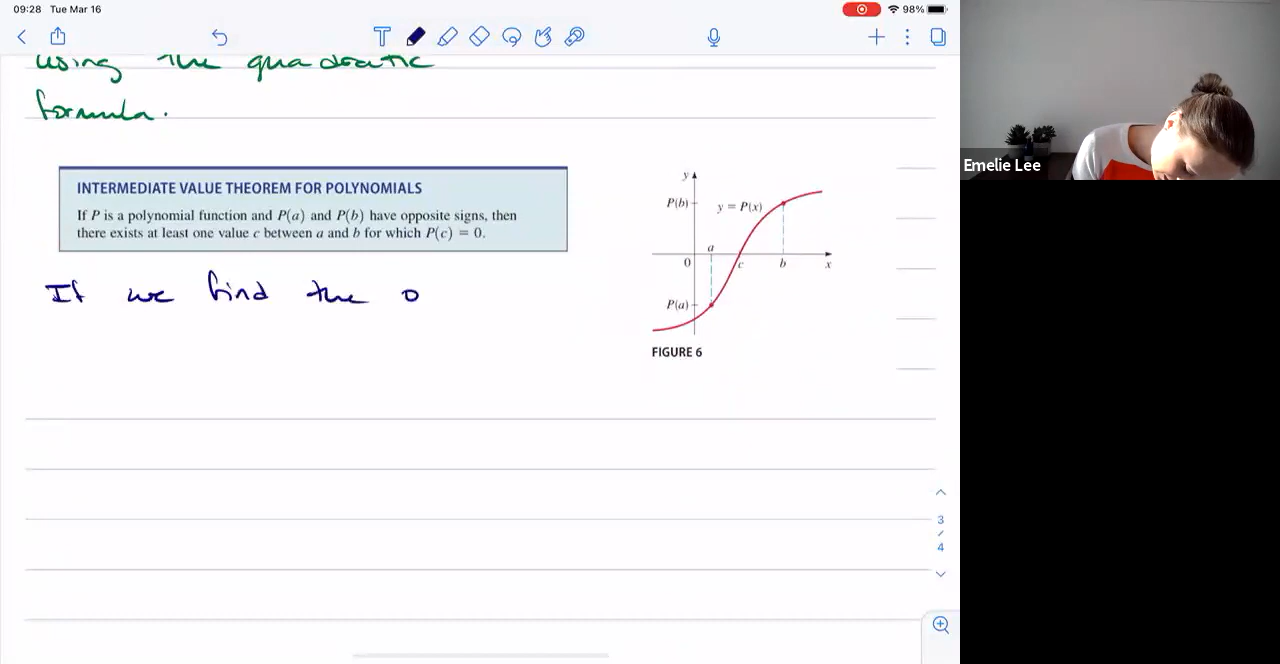 09:28 Tue Mar 16
98%
using the quadratic
formula.
INTERMEDIATE VALUE THEOREM FOR POLYNOMIALS
If P is a polynomial function and P(a) and P(b) have opposite signs, then
there exists at least one value c between a and b for which P(c) = 0.
If we find the o
y
P(b)
y = P(x)
a
0
c
b
x
P(a)
FIGURE 6
3
/
4
Emelie Lee